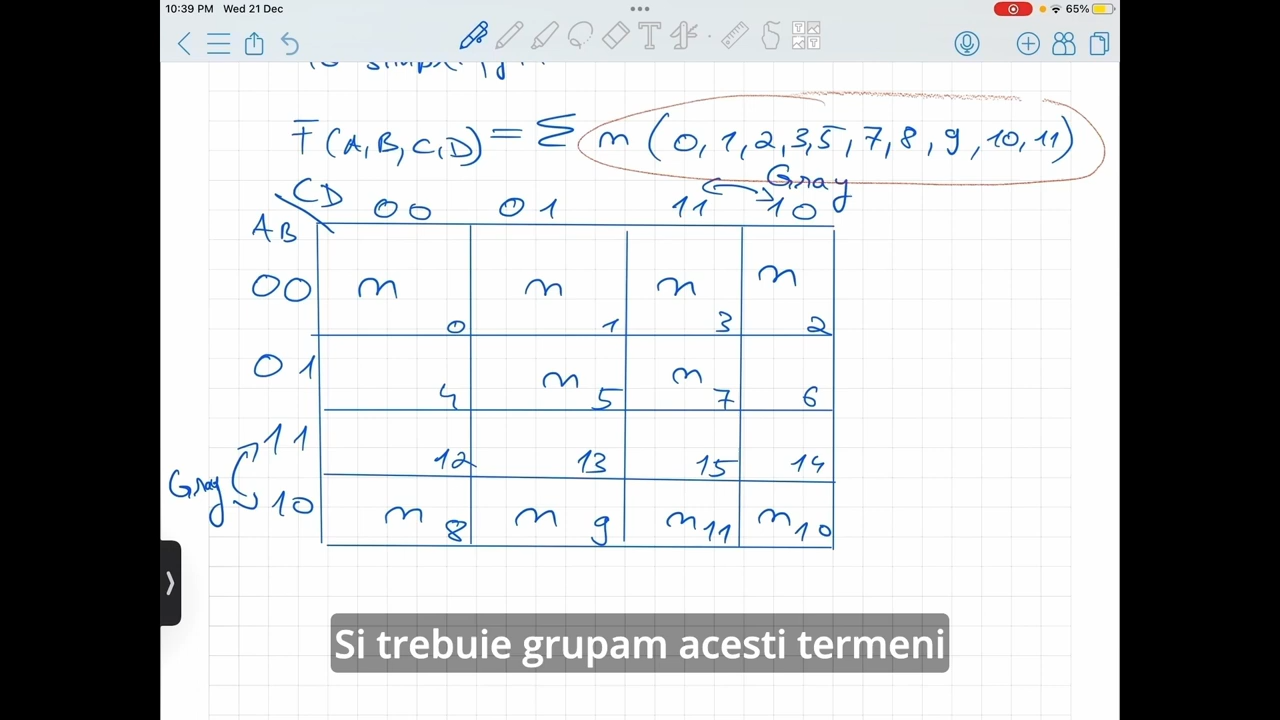 10:39 PM Wed 21 Dec
65%
F(A,B,C,D) = Σ m (0, 1, 2, 3, 5, 7, 8, 9, 10, 11)
Gray
CD 00 01 11 10
AB
00 m 0 m 1 m 3 m 2
01 4 m 5 m 7 6
11 12 13 15 14
Gray
10 m 8 m 9 m 11 m 10
Si trebuie grupam acesti termeni